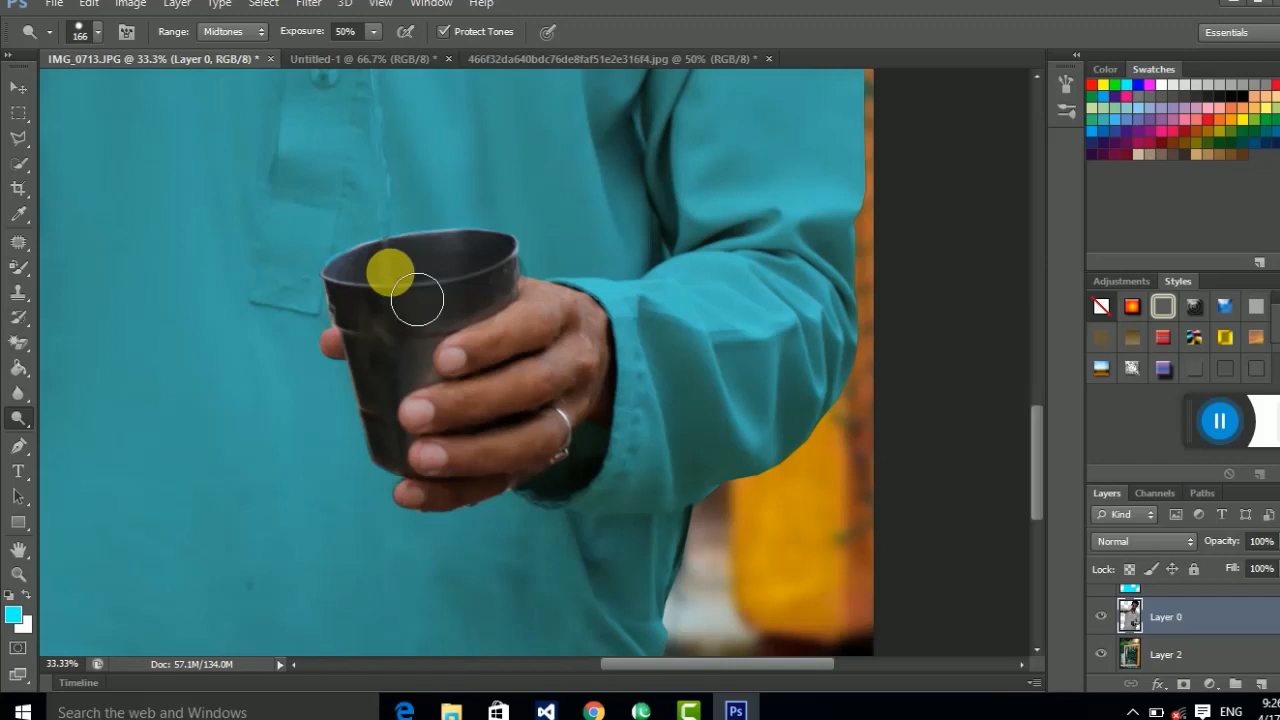 Ps File Edit Image Layer Type Select Filter 3D View Window Help
166 Range: Midtones Exposure: 50% Protect Tones Essentials
IMG_0713.JPG @ 33.3% (Layer 0, RGB/8) * × Untitled-1 @ 66.7% (RGB/8) * × 466f32da640bdc76de8faf51e2e316f4.jpg @ 50% (RGB/8) * ×
Color Swatches
Adjustments Styles
Layers Channels Paths
Kind
Normal Opacity: 100%
Lock: Fill: 100%
Layer 0
Layer 2
33.33% Doc: 57.1M/134.0M
Timeline
Search the web and Windows
ENG